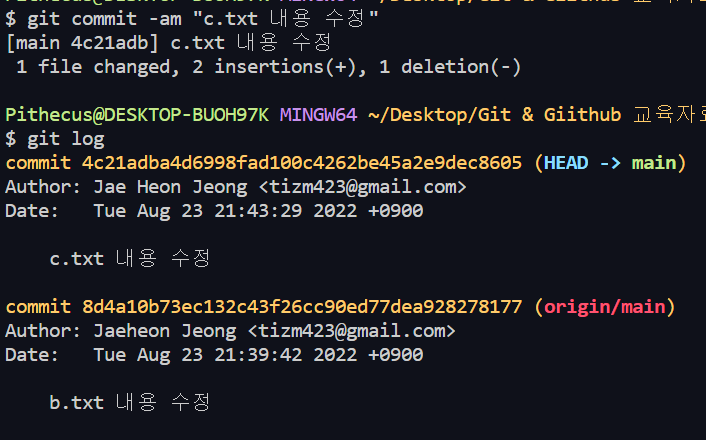 $ git commit -am "c.txt 내용 수정"
[main 4c21adb] c.txt 내용 수정
 1 file changed, 2 insertions(+), 1 deletion(-)
Pithecus@DESKTOP-BUOH97K MINGW64 ~/Desktop/Git & Giithub 교육자료
$ git log
commit 4c21adba4d6998fad100c4262be45a2e9dec8605 (HEAD -> main)
Author: Jae Heon Jeong <tizm423@gmail.com>
Date:   Tue Aug 23 21:43:29 2022 +0900
    c.txt 내용 수정
commit 8d4a10b73ec132c43f26cc90ed77dea928278177 (origin/main)
Author: Jaeheon Jeong <tizm423@gmail.com>
Date:   Tue Aug 23 21:39:42 2022 +0900
    b.txt 내용 수정